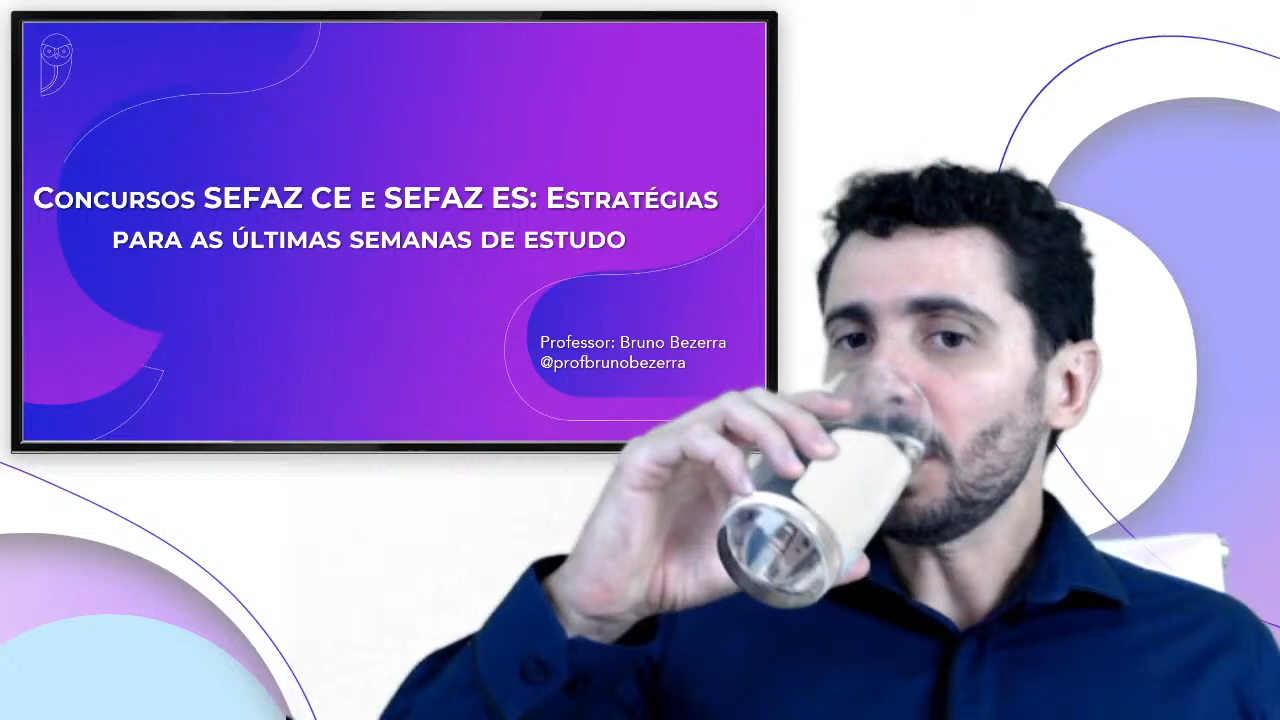 Concursos SEFAZ CE e SEFAZ ES: Estratégias
para as últimas semanas de estudo
Professor: Bruno Bezerra
@profbrunobezerra